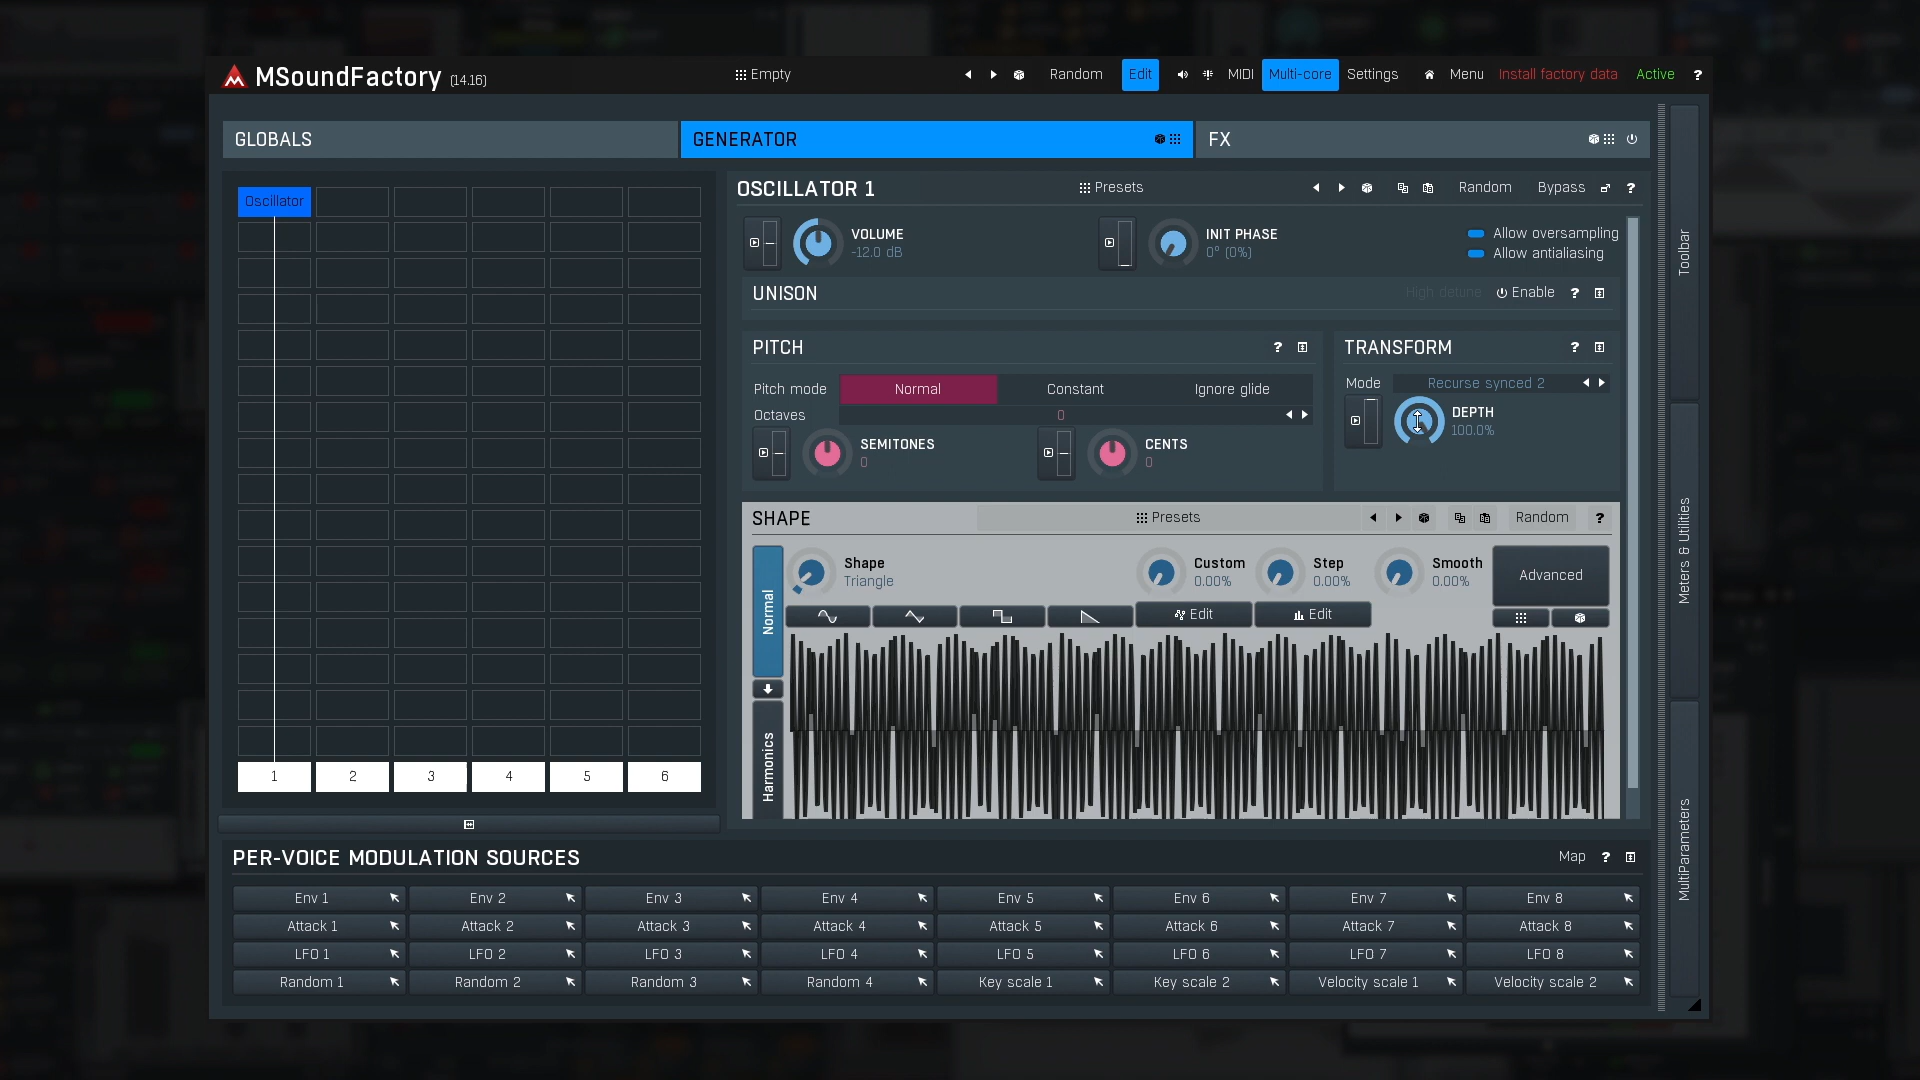 MSoundFactory (14.16)
Empty
Random
Edit
MIDI
Multi-core
Settings
Menu
Install factory data
Active
?
GLOBALS
GENERATOR
FX
Oscillator
1 2 3 4 5 6
OSCILLATOR 1
Presets
Random
Bypass
?
VOLUME
-12.0 dB
INIT PHASE
0° (0%)
Allow oversampling
Allow antialiasing
UNISON
High detune
Enable
?
PITCH
?
Pitch mode
Normal
Constant
Ignore glide
Octaves
0
SEMITONES
0
CENTS
0
TRANSFORM
?
Mode
Recurse synced 2
DEPTH
100.0%
SHAPE
Presets
Random
?
Normal
Harmonics
Shape
Triangle
Custom
0.00%
Step
0.00%
Smooth
0.00%
Advanced
Edit
Edit
Toolbar
Meters & Utilities
MultiParameters
PER-VOICE MODULATION SOURCES
Map
?
Env 1 Env 2 Env 3 Env 4 Env 5 Env 6 Env 7 Env 8
Attack 1 Attack 2 Attack 3 Attack 4 Attack 5 Attack 6 Attack 7 Attack 8
LFO 1 LFO 2 LFO 3 LFO 4 LFO 5 LFO 6 LFO 7 LFO 8
Random 1 Random 2 Random 3 Random 4 Key scale 1 Key scale 2 Velocity scale 1 Velocity scale 2